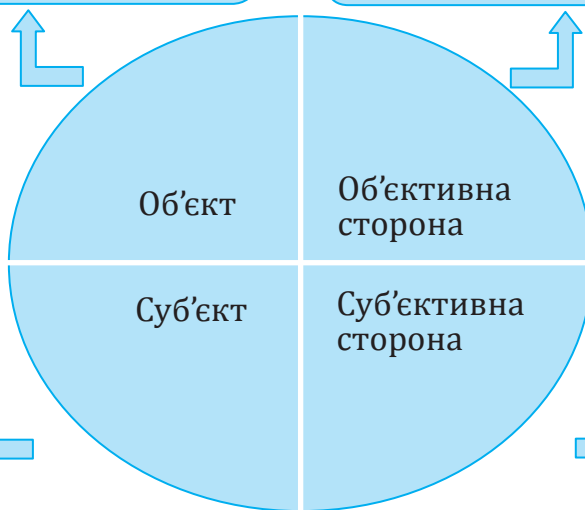 Об’єкт
Об’єктивна
сторона
Суб’єкт
Суб’єктивна
сторона